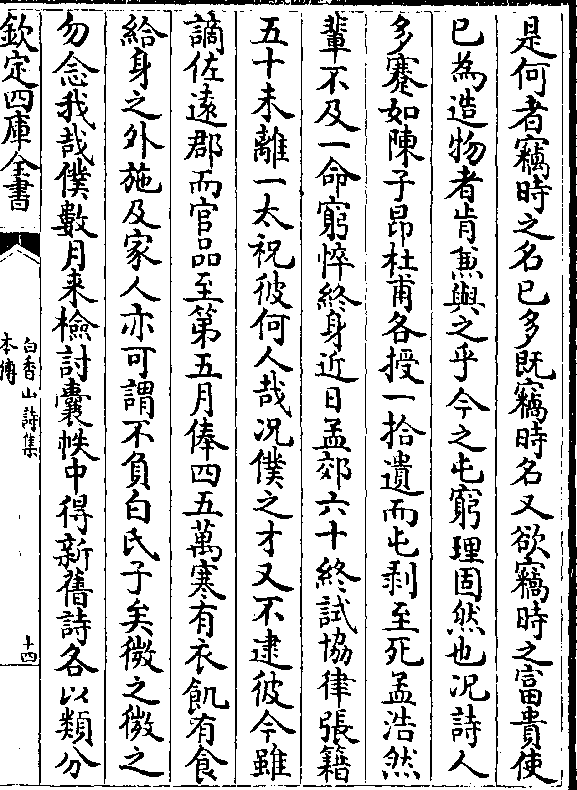 是何者竊時之名已多既竊時名又欲竊時之富貴使
已為造物者肯兼與之乎今之屯窮理固然也况詩人
多蹇如陳子昂杜甫各授一拾遺而屯剥至死孟浩然
輩不及一命窮悴終身近日孟郊六十終試協律張籍
五十未離一太祝彼何人哉况僕之才又不逮彼今雖
謫佐遠郡而官品至第五月俸四五萬寒有衣飢有食
給身之外施及家人亦可謂不負白氏子矣微之微之
勿念我哉僕數月来檢討囊帙中得新舊詩各以類分
欽定四庫全書
白香山詩集
本傳
十四